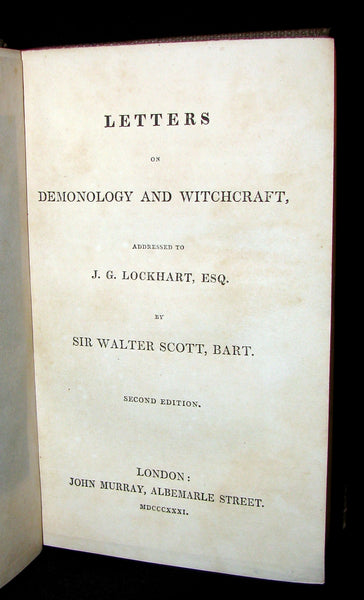 LETTERS
ON
DEMONOLOGY AND WITCHCRAFT,
ADDRESSED TO
J. G. LOCKHART, ESQ.
BY
SIR WALTER SCOTT, BART.
SECOND EDITION.
LONDON:
JOHN MURRAY, ALBEMARLE STREET.
MDCCCXXXI.